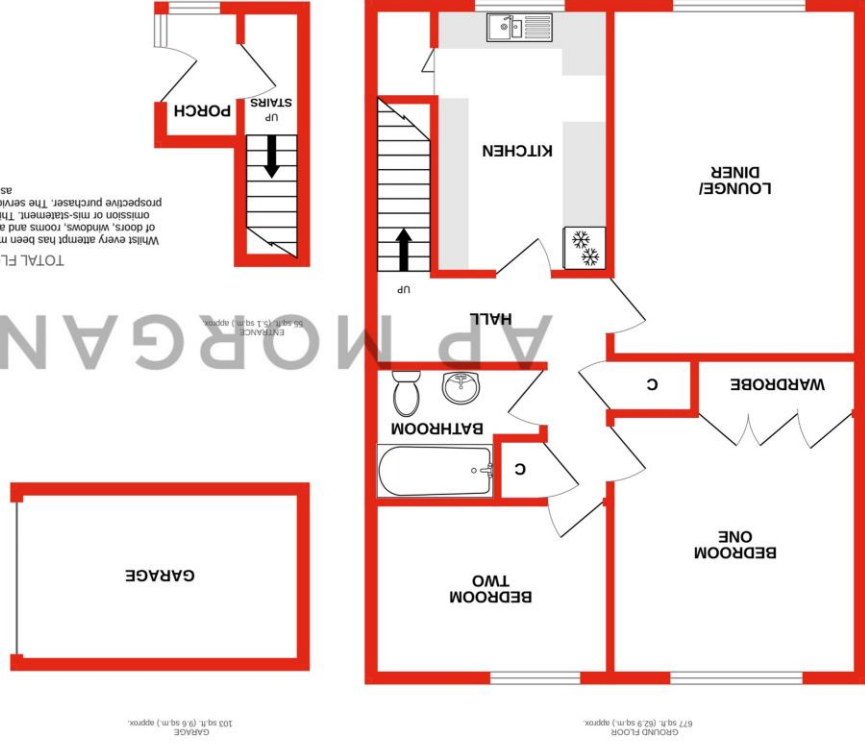 GROUND FLOOR
677 sq.ft. (62.9 sq.m.) approx.
BEDROOM
ONE
BEDROOM
TWO
WARDROBE
C
C
BATHROOM
HALL
UP
LOUNGE/
DINER
KITCHEN
GARAGE
103 sq.ft. (9.6 sq.m.) approx.
GARAGE
AP MORGAN
ENTRANCE
55 sq.ft. (5.1 sq.m.) approx.
UP
STAIRS
PORCH
TOTAL FL
Whilst every attempt has been m
of doors, windows, rooms and a
omission or mis-statement. Thi
prospective purchaser. The servic
as